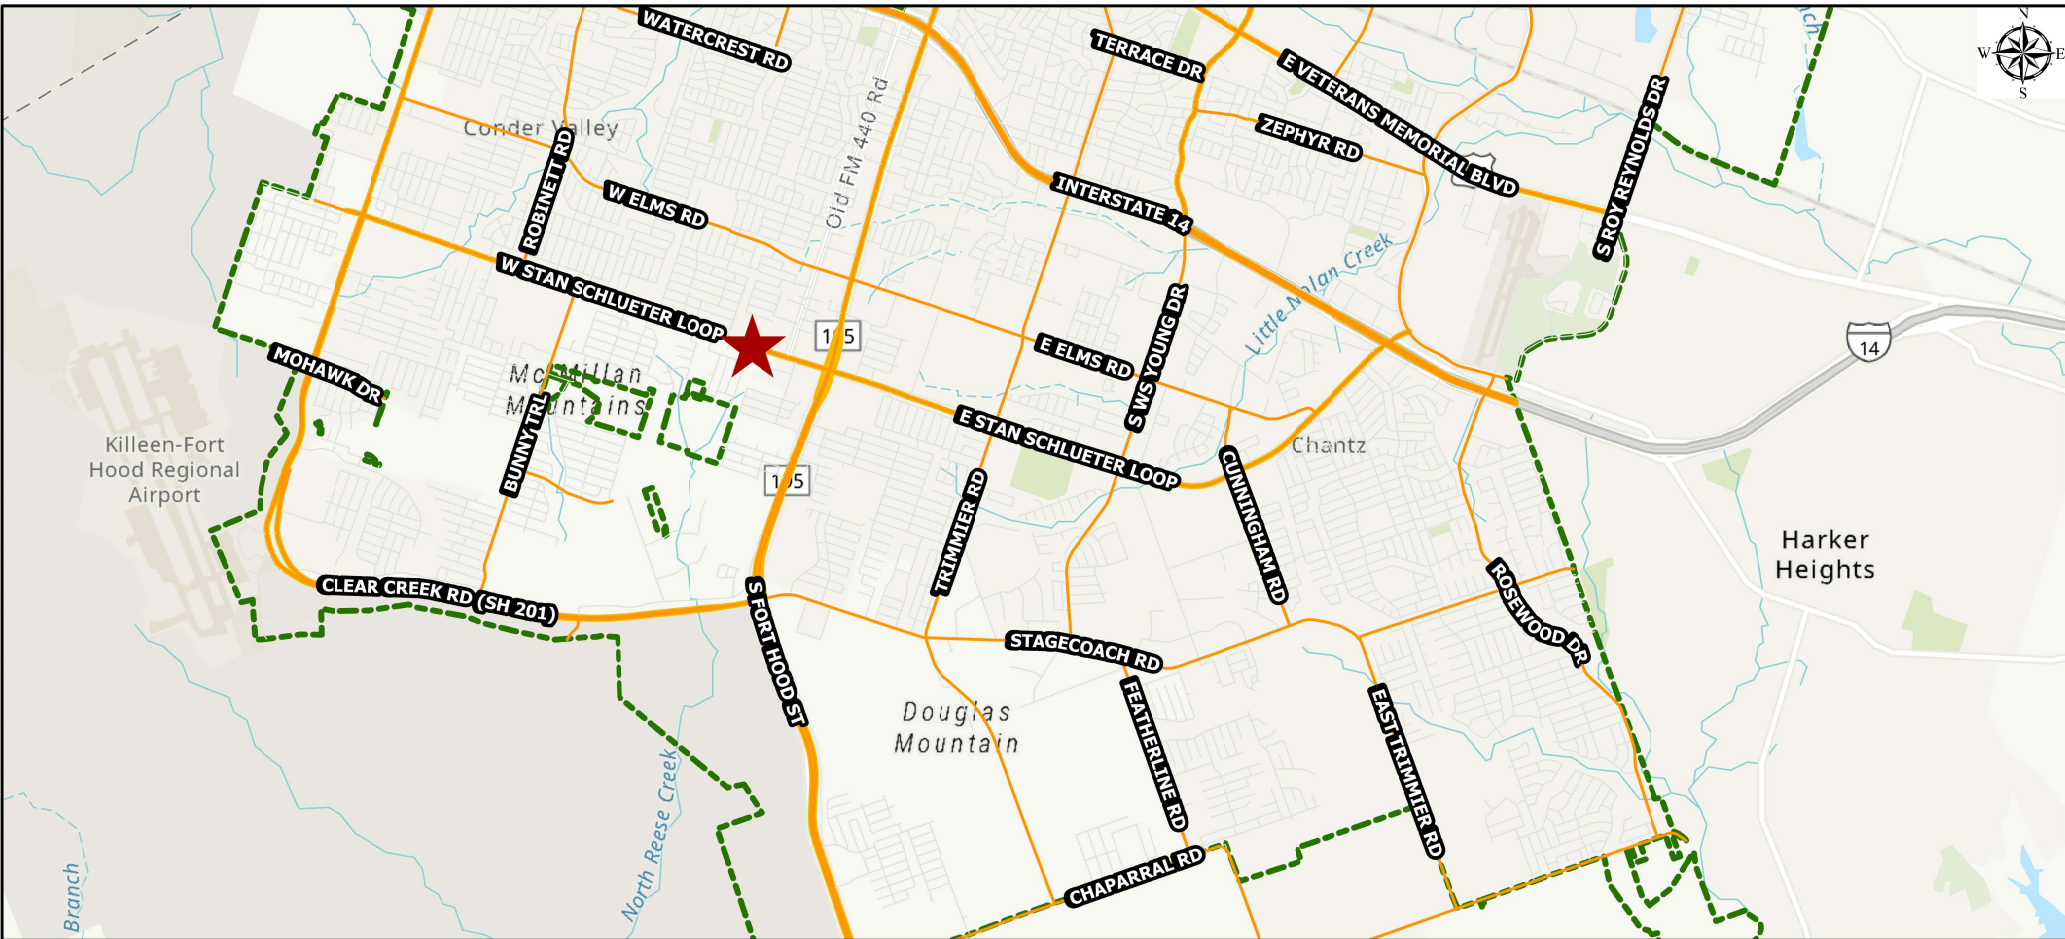 WATERCREST RD
TERRACE DR
E VETERANS MEMORIAL BLVD
N
W
E
S
Conder Valley
Old FM 440 Rd
ZEPHYR RD
S ROY REYNOLDS DR
ROBINETT RD
W ELMS RD
INTERSTATE 14
W STAN SCHLUETER LOOP
195
Little Nolan Creek
S WS YOUNG DR
E ELMS RD
14
MOHAWK DR
McMillan
Mountains
BUNNY TRL
Killeen-Fort
Hood Regional
Airport
E STAN SCHLUETER LOOP
Chantz
195
TRIMMIER RD
CUNNINGHAM RD
Harker
Heights
CLEAR CREEK RD (SH 201)
S FORT HOOD ST
STAGECOACH RD
ROSEWOOD DR
Douglas
Mountain
FEATHERLINE RD
EAST TRIMMIER RD
North Reese Creek
CHAPARRAL RD
Branch